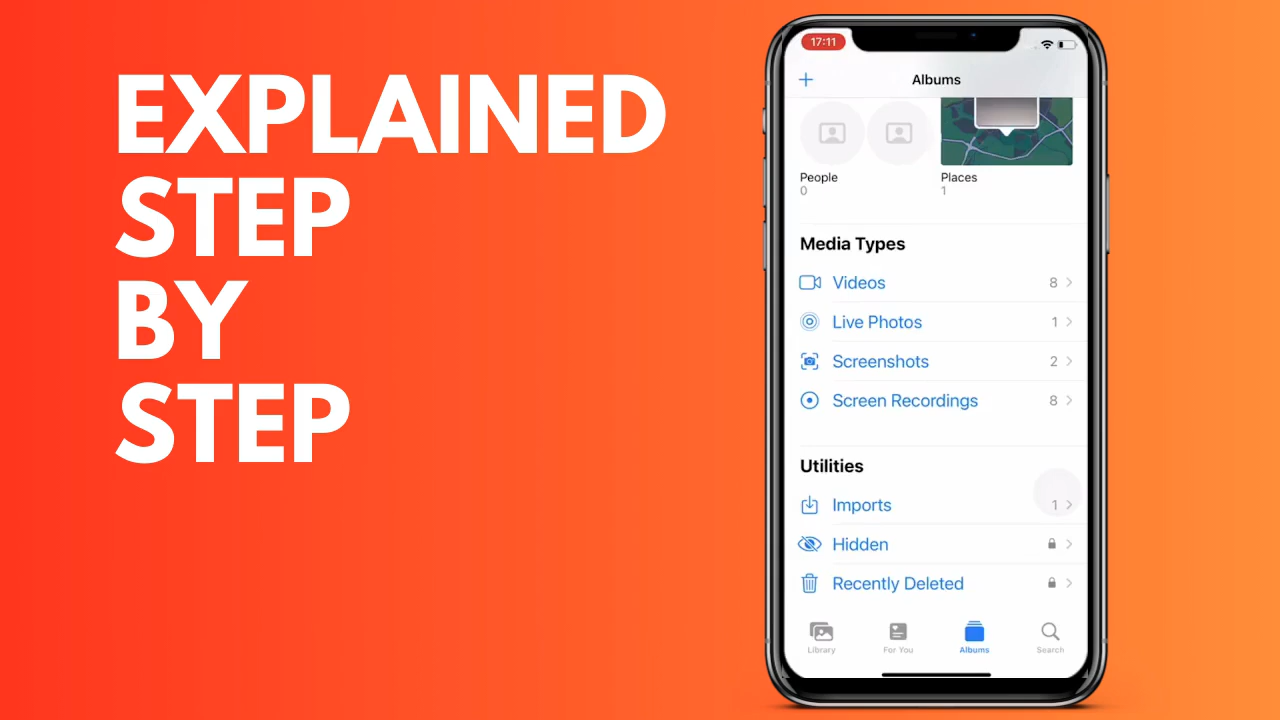 EXPLAINED
STEP
BY
STEP
17:11
Albums
People
0
Places
1
Media Types
Videos 8
Live Photos 1
Screenshots 2
Screen Recordings 8
Utilities
Imports 1
Hidden
Recently Deleted
Library For You Albums Search